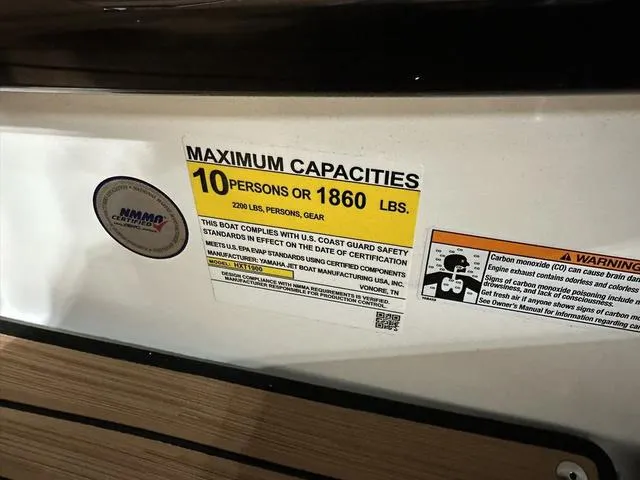 MAXIMUM CAPACITIES
10 PERSONS OR 1860 LBS.
2200 LBS, PERSONS, GEAR
THIS BOAT COMPLIES WITH U.S. COAST GUARD SAFETY
STANDARDS IN EFFECT ON THE DATE OF CERTIFICATION
MEETS U.S. EPA EVAP STANDARDS USING CERTIFIED COMPONENTS
MANUFACTURER: YAMAHA JET BOAT MANUFACTURING USA, INC.
MODEL: HXT1900
VONORE, TN
DESIGN COMPLIANCE WITH NMMA REQUIREMENTS IS VERIFIED.
MANUFACTURER RESPONSIBLE FOR PRODUCTION CONTROL.
NMMA
CERTIFIED
WARNING
Carbon monoxide (CO) can cause brain dam
Engine exhaust contains odorless and colorless
Signs of carbon monoxide poisoning include
drowsiness, and lack of consciousness.
Get fresh air if anyone shows signs of carbon mo
See Owner's Manual for information regarding car